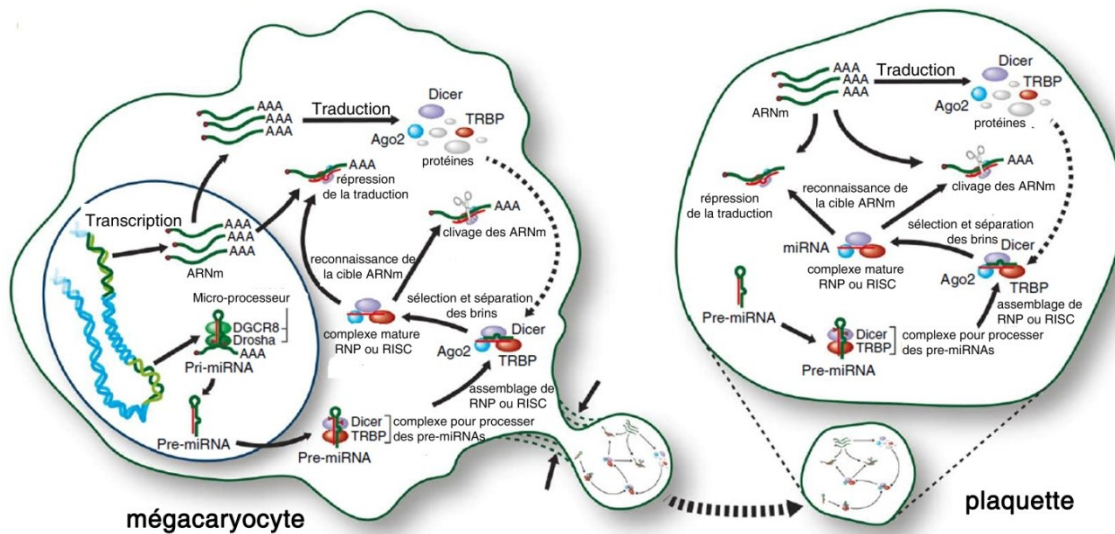 AAA
AAA
AAA
Traduction
Dicer
TRBP
Ago2
protéines
AAA
répression
de la traduction
Transcription
AAA
AAA
AAA
ARNm
AAA
clivage des ARNm
reconnaissance
de la cible ARNm
Micro-processeur
DGCR8
Drosha
AAA
Pri-miRNA
sélection et séparation
des brins
complexe mature
RNP ou RISC
Dicer
Ago2
TRBP
assemblage de
RNP ou RISC
Pre-miRNA
Dicer
TRBP
complexe pour processer
des pre-miRNAs
Pre-miRNA
mégacaryocyte
AAA
AAA
AAA
ARNm
Traduction
Dicer
TRBP
Ago2
protéines
AAA
clivage des ARNm
répression
de la traduction
reconnaissance de
la cible ARNm
sélection et séparation
des brins
miRNA
complexe mature
RNP ou RISC
Dicer
Ago2
TRBP
assemblage de
RNP ou RISC
Pre-miRNA
Dicer
TRBP
complexe pour processer
des pre-miRNAs
Pre-miRNA
plaquette